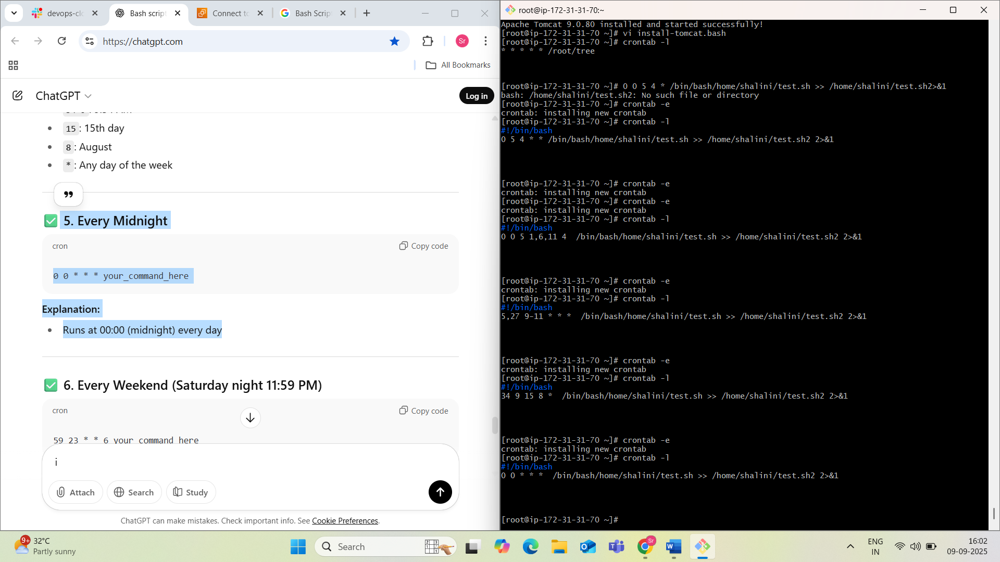 devops-clo
Bash script
Connect to
Bash Scrip
https://chatgpt.com
Sr
All Bookmarks
ChatGPT
Log in
15: 15th day
8: August
*: Any day of the week
5. Every Midnight
cron
Copy code
0 0 * * * your_command_here
Explanation:
Runs at 00:00 (midnight) every day
6. Every Weekend (Saturday night 11:59 PM)
cron
Copy code
59 23 * * 6 your_command_here
i
Attach
Search
Study
ChatGPT can make mistakes. Check important info. See Cookie Preferences.
root@ip-172-31-31-70:~
Apache Tomcat 9.0.80 installed and started successfully!
[root@ip-172-31-31-70 ~]# vi install-tomcat.bash
[root@ip-172-31-31-70 ~]# crontab -l
* * * * * /root/tree
[root@ip-172-31-31-70 ~]# 0 0 5 4 * /bin/bash/home/shalini/test.sh >> /home/shalini/test.sh2>&1
bash: /home/shalini/test.sh2: No such file or directory
[root@ip-172-31-31-70 ~]# crontab -e
crontab: installing new crontab
[root@ip-172-31-31-70 ~]# crontab -l
#!/bin/bash
0 5 4 * * /bin/bash/home/shalini/test.sh >> /home/shalini/test.sh2 2>&1
[root@ip-172-31-31-70 ~]# crontab -e
crontab: installing new crontab
[root@ip-172-31-31-70 ~]# crontab -e
crontab: installing new crontab
[root@ip-172-31-31-70 ~]# crontab -l
#!/bin/bash
0 0 5 1,6,11 4  /bin/bash/home/shalini/test.sh >> /home/shalini/test.sh2 2>&1
[root@ip-172-31-31-70 ~]# crontab -e
crontab: installing new crontab
[root@ip-172-31-31-70 ~]# crontab -l
#!/bin/bash
5,27 9-11 * * *  /bin/bash/home/shalini/test.sh >> /home/shalini/test.sh2 2>&1
[root@ip-172-31-31-70 ~]# crontab -e
crontab: installing new crontab
[root@ip-172-31-31-70 ~]# crontab -l
#!/bin/bash
34 9 15 8 *  /bin/bash/home/shalini/test.sh >> /home/shalini/test.sh2 2>&1
[root@ip-172-31-31-70 ~]# crontab -e
crontab: installing new crontab
[root@ip-172-31-31-70 ~]# crontab -l
#!/bin/bash
0 0 * * *  /bin/bash/home/shalini/test.sh >> /home/shalini/test.sh2 2>&1
[root@ip-172-31-31-70 ~]#
9+
32°C
Partly sunny
Search
Sr
ENG
IN
16:02
09-09-2025